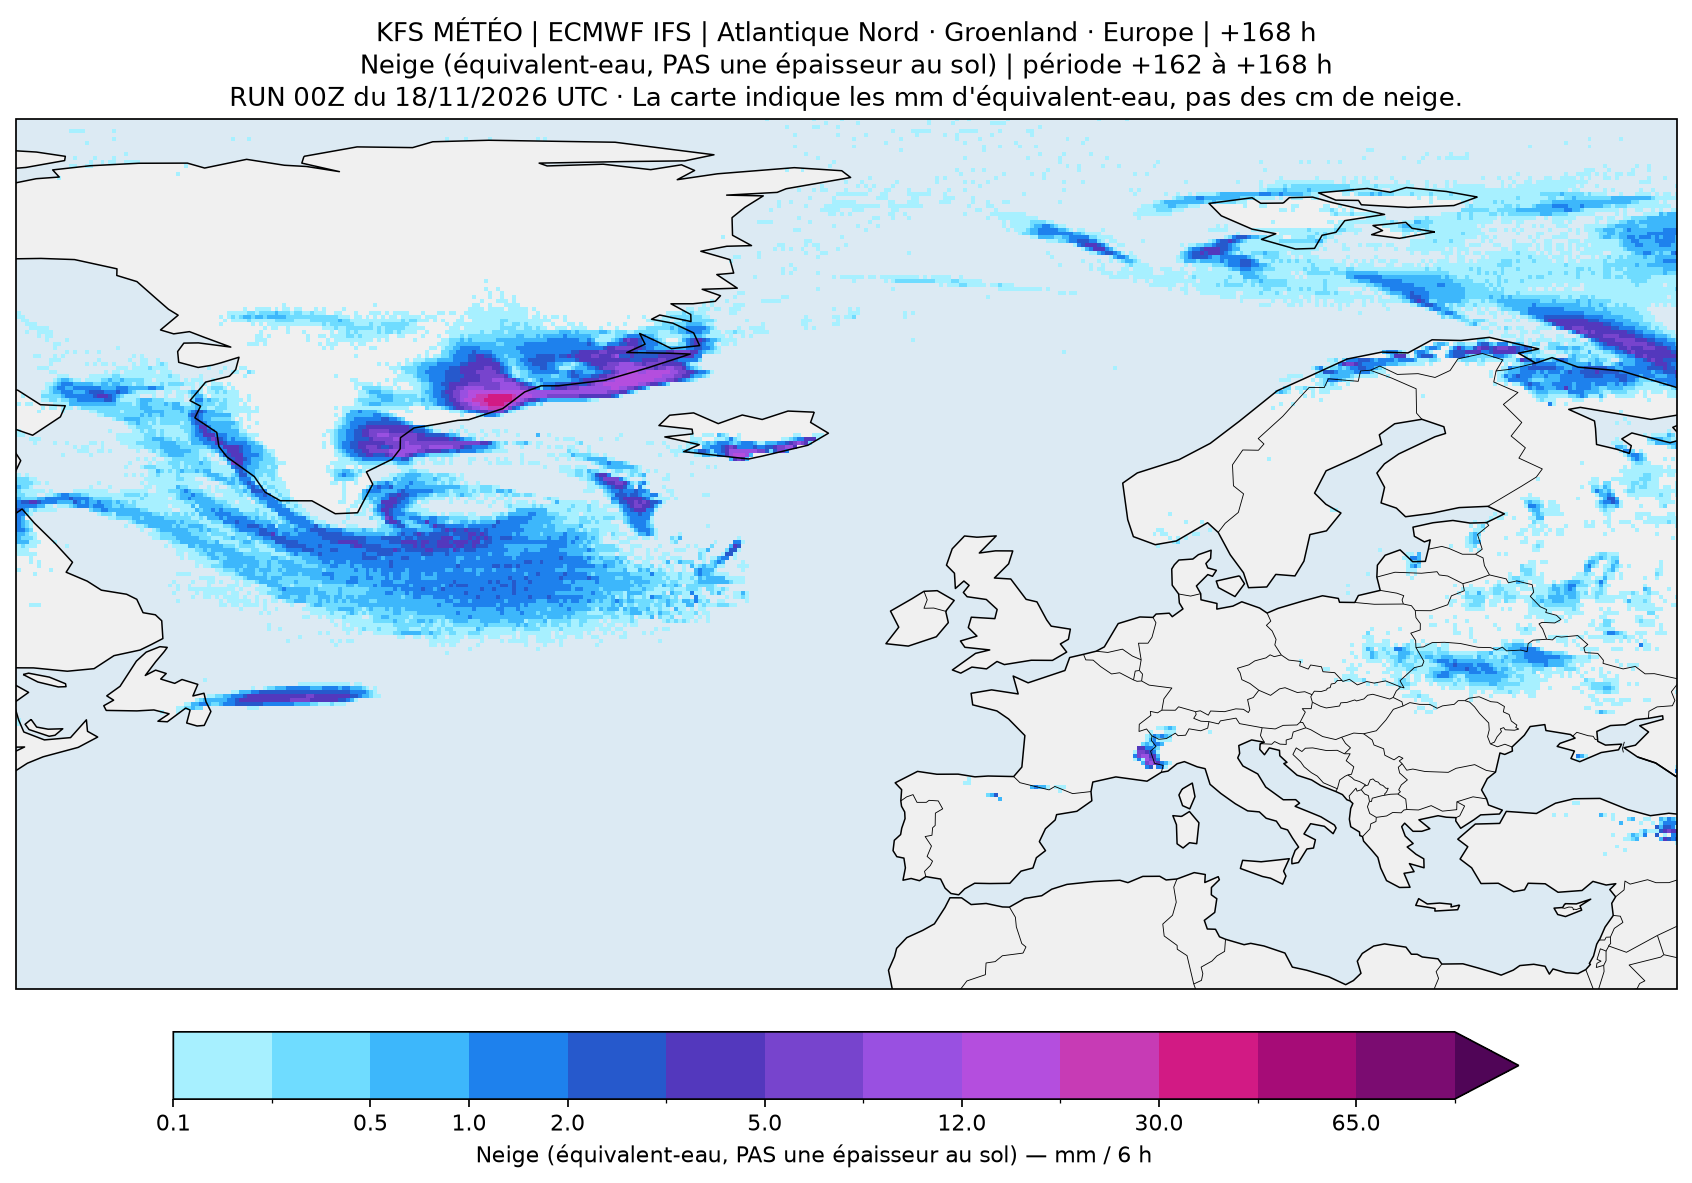 KFS MÉTÉO | ECMWF IFS | Atlantique Nord · Groenland · Europe | +168 h
Neige (équivalent-eau, PAS une épaisseur au sol) | période +162 à +168 h
RUN 00Z du 18/11/2026 UTC · La carte indique les mm d'équivalent-eau, pas des cm de neige.
0.1 0.5 1.0 2.0 5.0 12.0 30.0 65.0
Neige (équivalent-eau, PAS une épaisseur au sol) — mm / 6 h